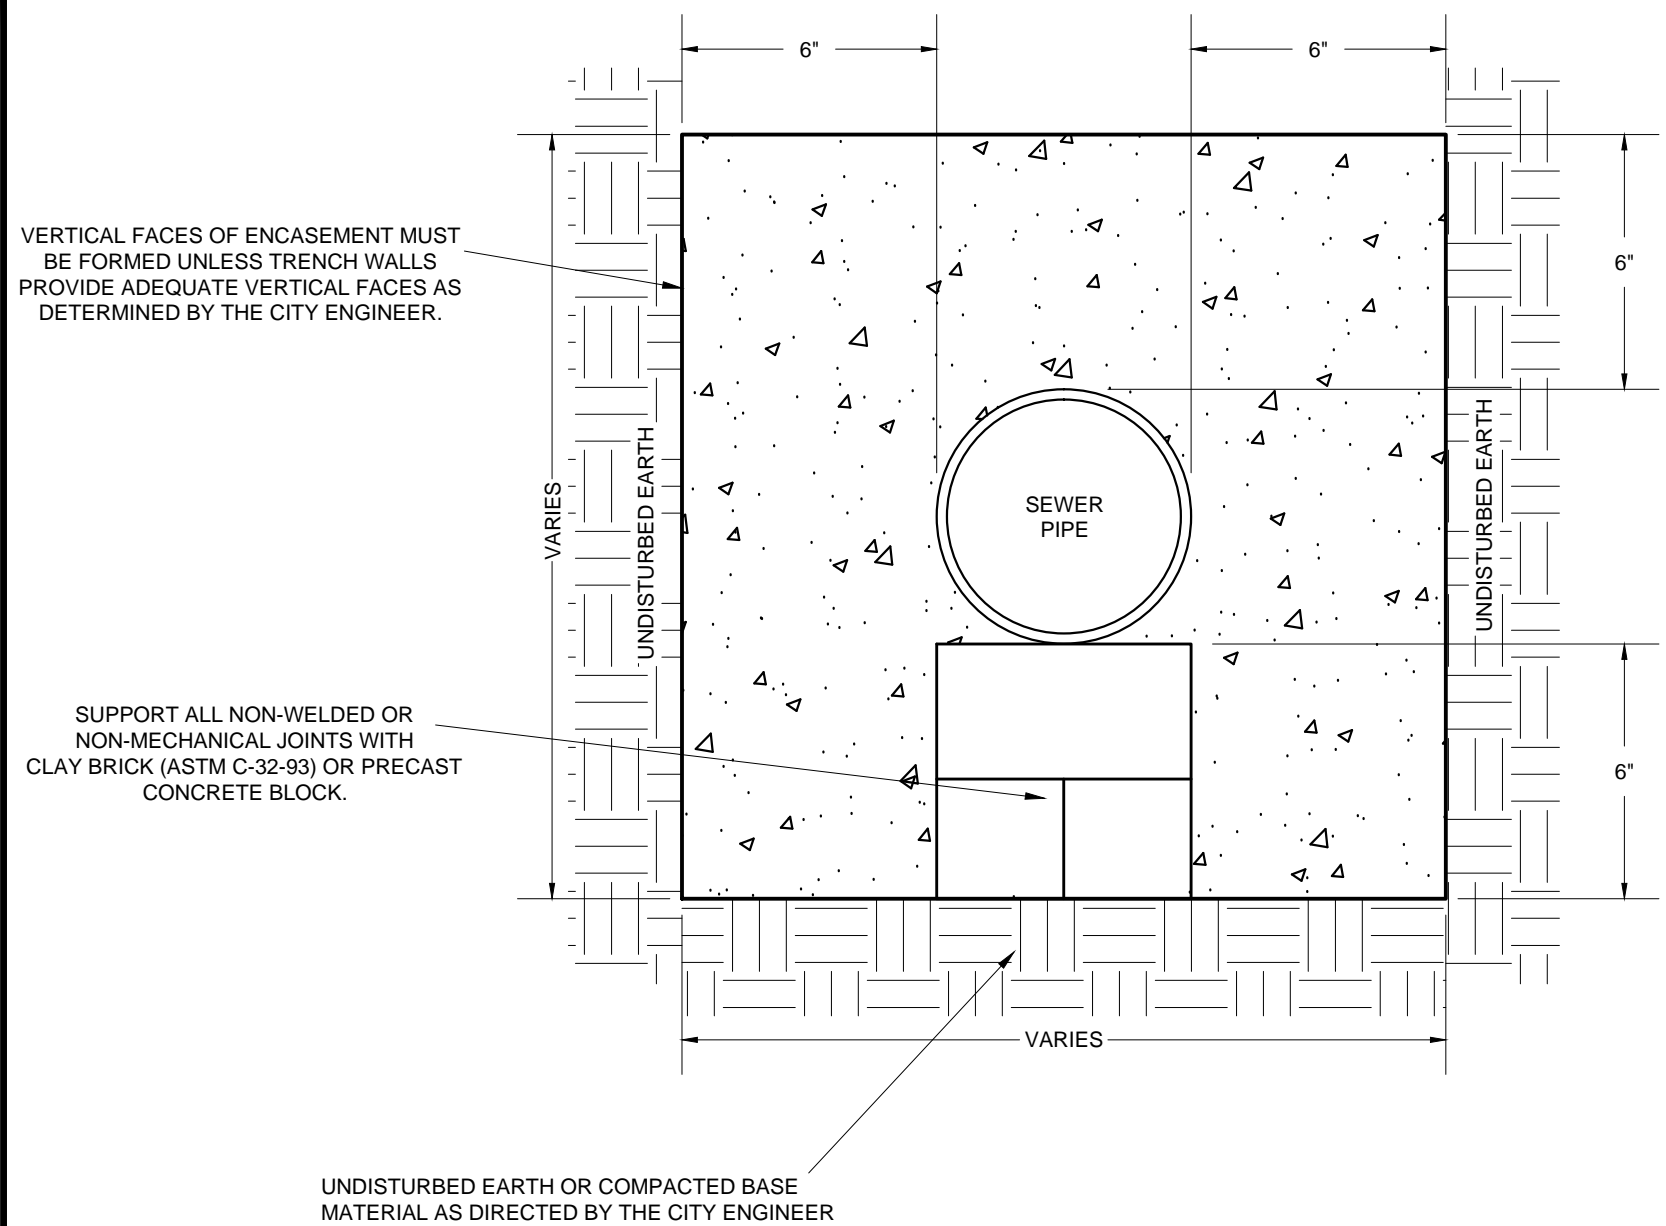 6"
6"
VERTICAL FACES OF ENCASEMENT MUST
BE FORMED UNLESS TRENCH WALLS
PROVIDE ADEQUATE VERTICAL FACES AS
DETERMINED BY THE CITY ENGINEER.
6"
VARIES
UNDISTURBED EARTH
SEWER
PIPE
UNDISTURBED EARTH
SUPPORT ALL NON-WELDED OR
NON-MECHANICAL JOINTS WITH
CLAY BRICK (ASTM C-32-93) OR PRECAST
CONCRETE BLOCK.
6"
VARIES
UNDISTURBED EARTH OR COMPACTED BASE
MATERIAL AS DIRECTED BY THE CITY ENGINEER